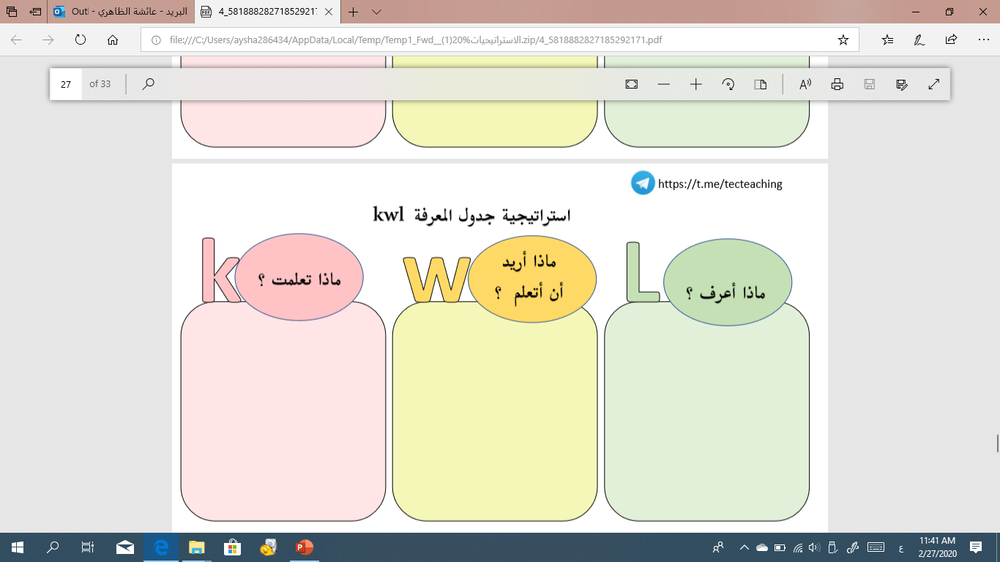 البريد - عائشة الظاهري - Outl
4_5818882827185292171
file:///C:/Users/aysha286434/AppData/Local/Temp/Temp1_Fwd__(1)20%الاستراتيجيات.zip/4_5818882827185292171.pdf
27 of 33
https://t.me/tecteaching
استراتيجية جدول المعرفة kwl
k
ماذا تعلمت ؟
w
ماذا أريد
أن أتعلم ؟
L
ماذا أعرف ؟
ع
11:41 AM
2/27/2020